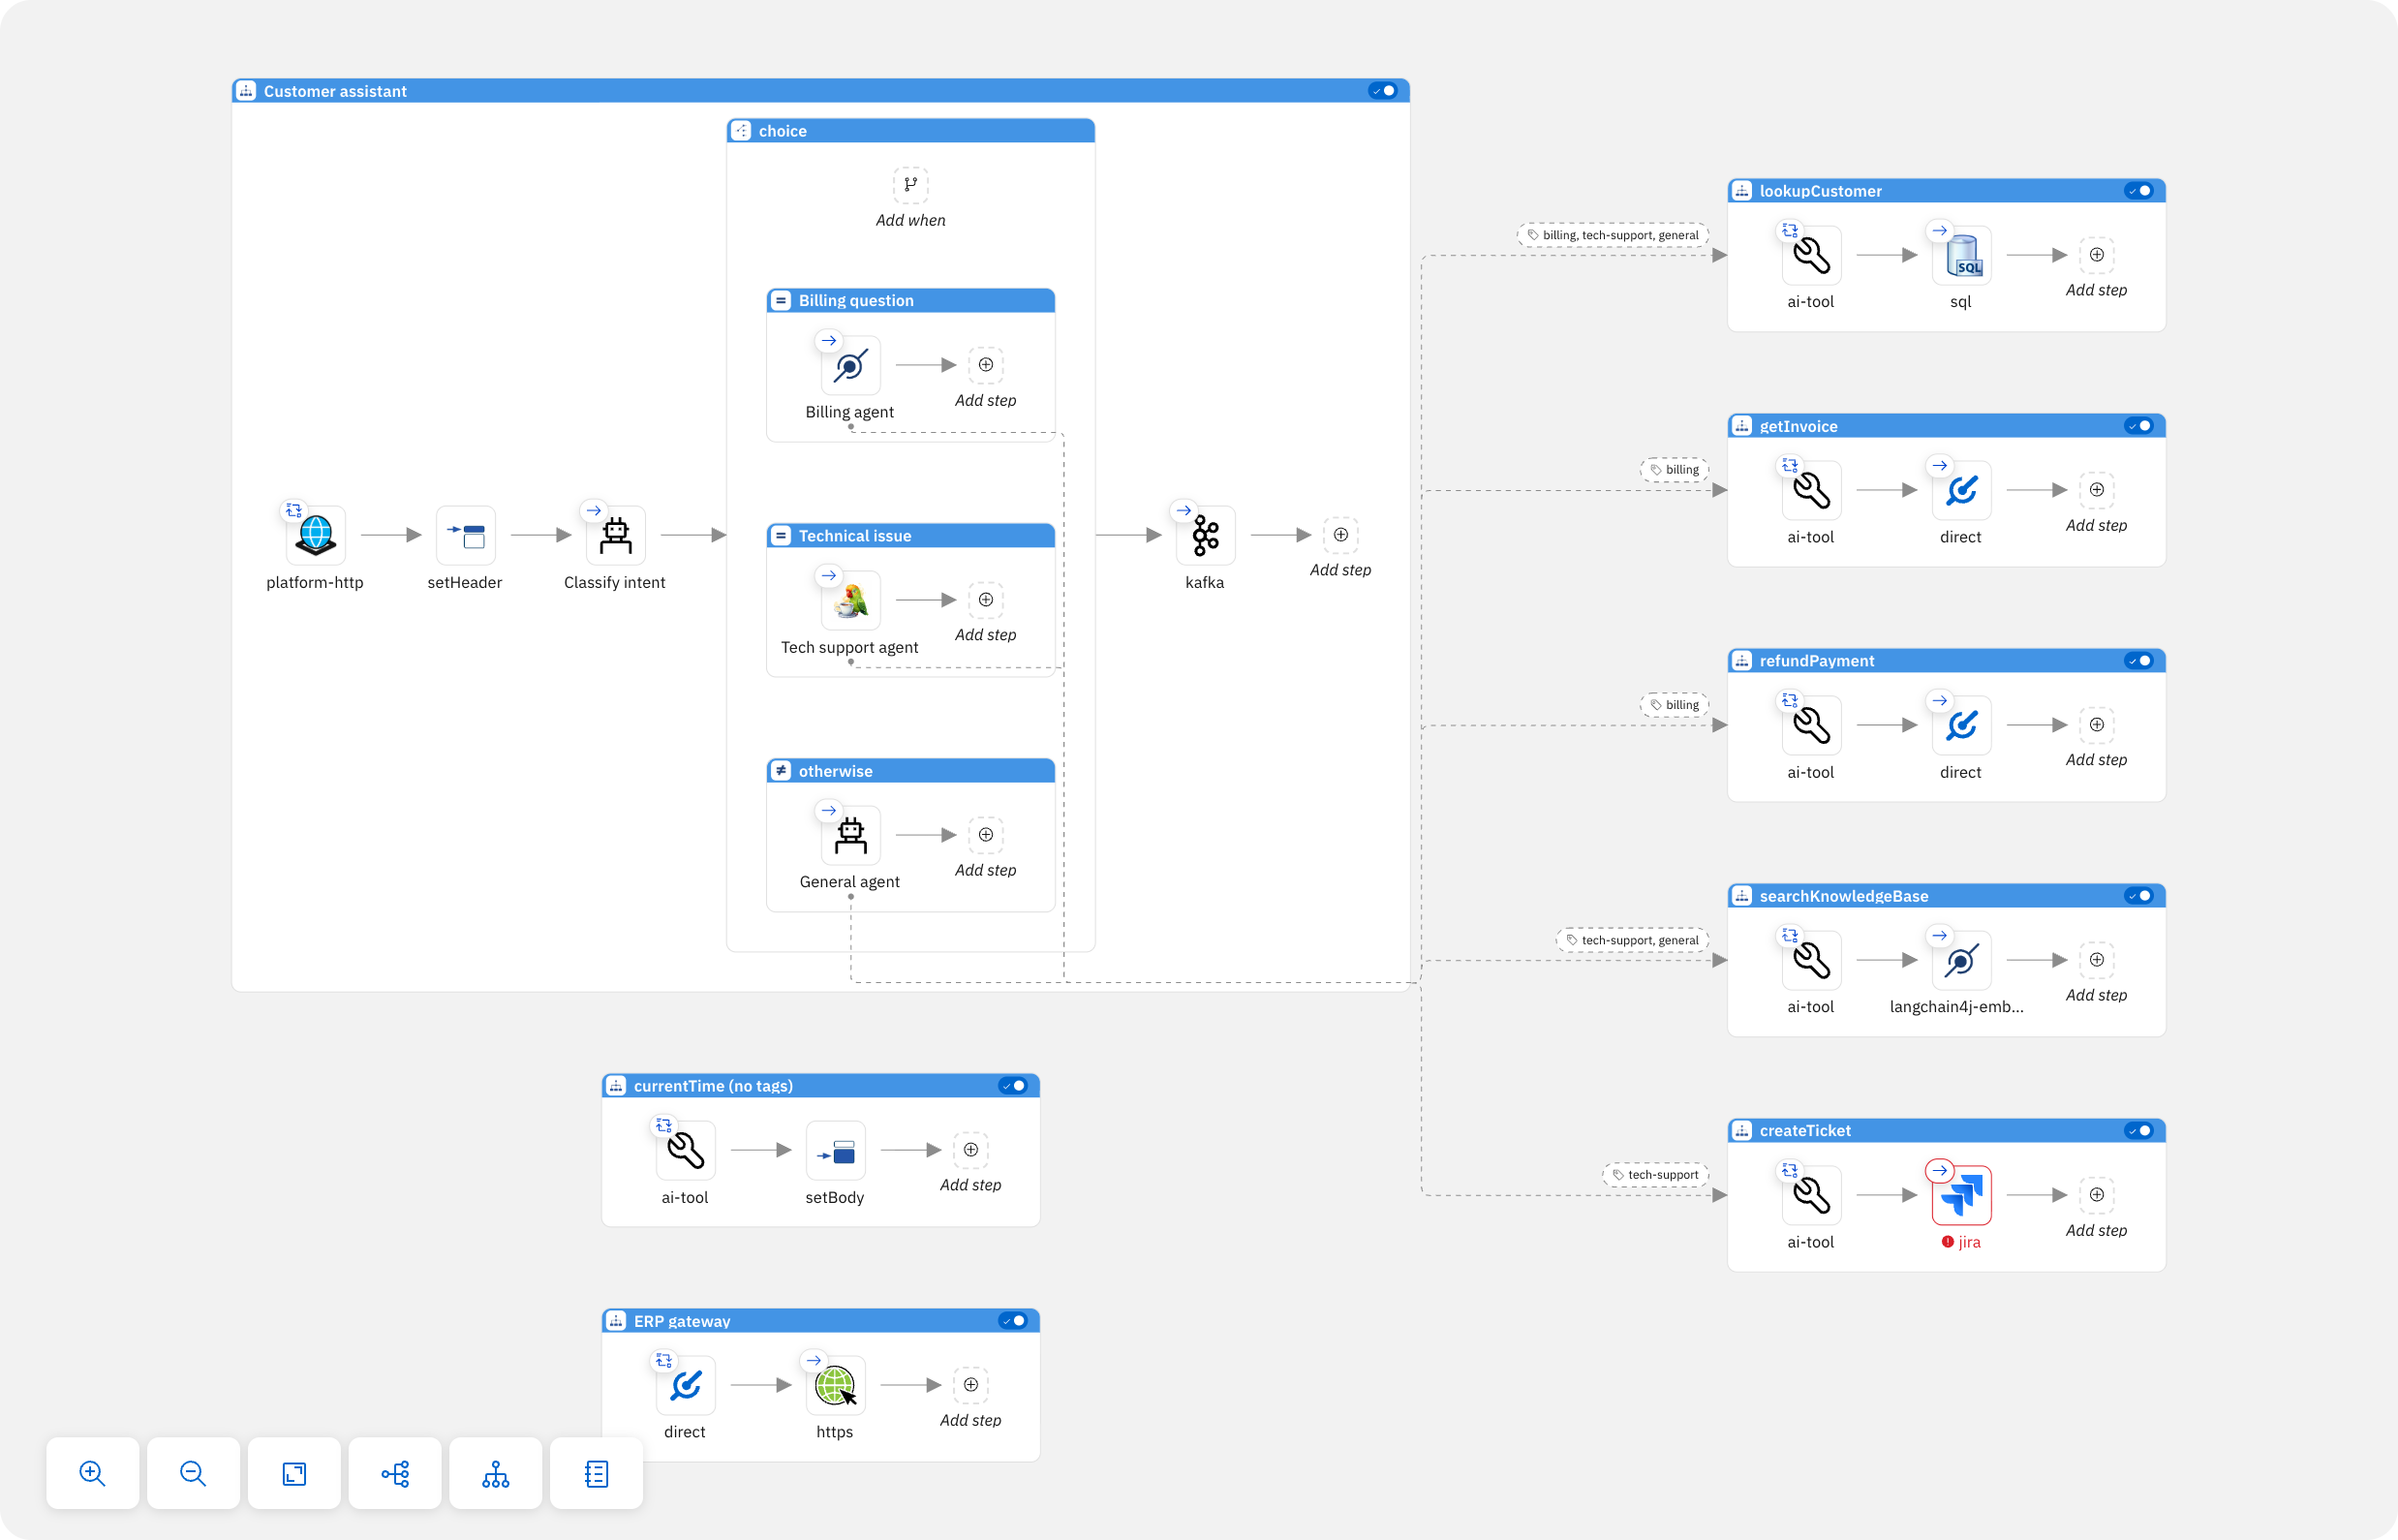 Customer assistant
choice
Add when
Billing question
Billing agent
Add step
platform-http
setHeader
Classify intent
Technical issue
Tech support agent
Add step
otherwise
General agent
Add step
kafka
Add step
billing, tech-support, general
lookupCustomer
ai-tool
SQL
sql
Add step
billing
getInvoice
ai-tool
direct
Add step
billing
refundPayment
ai-tool
direct
Add step
tech-support, general
searchKnowledgeBase
ai-tool
langchain4j-emb...
Add step
tech-support
createTicket
ai-tool
jira
Add step
currentTime (no tags)
ai-tool
setBody
Add step
ERP gateway
direct
https
Add step